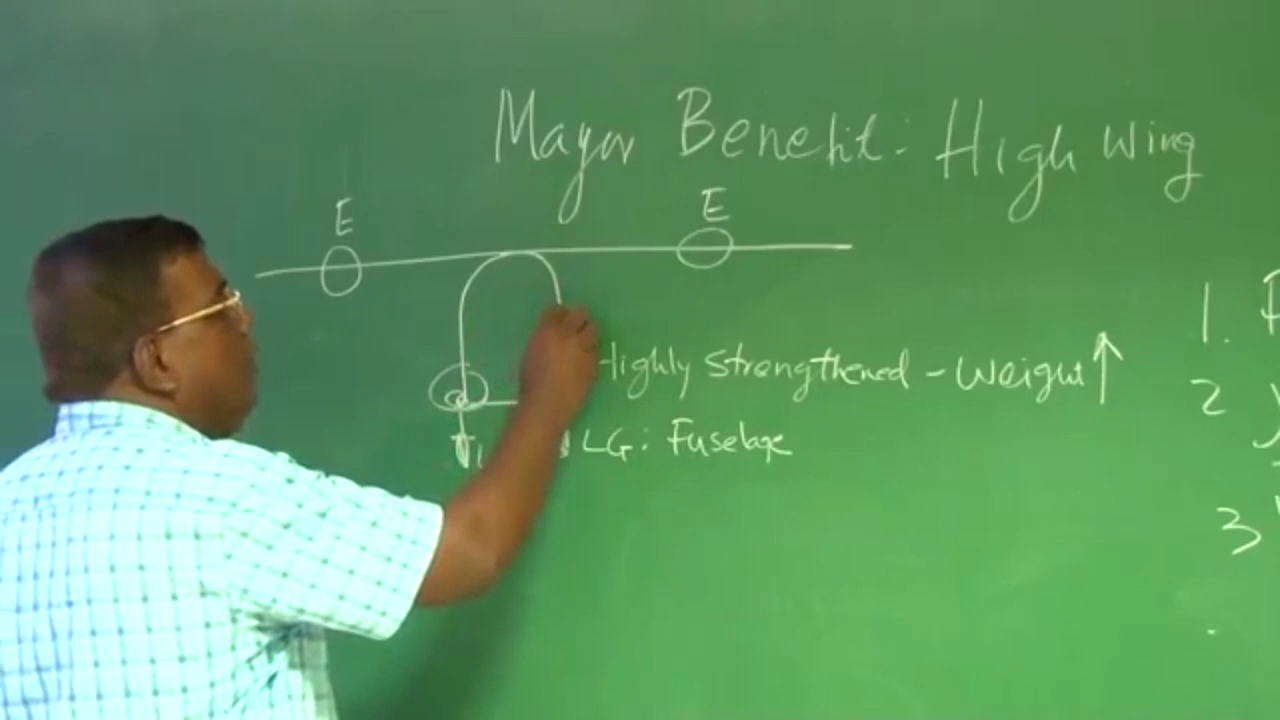 Major Benefit: High Wing
E
E
Highly Strengthened - Weight ↑
LG: Fuselage
1.
2
3